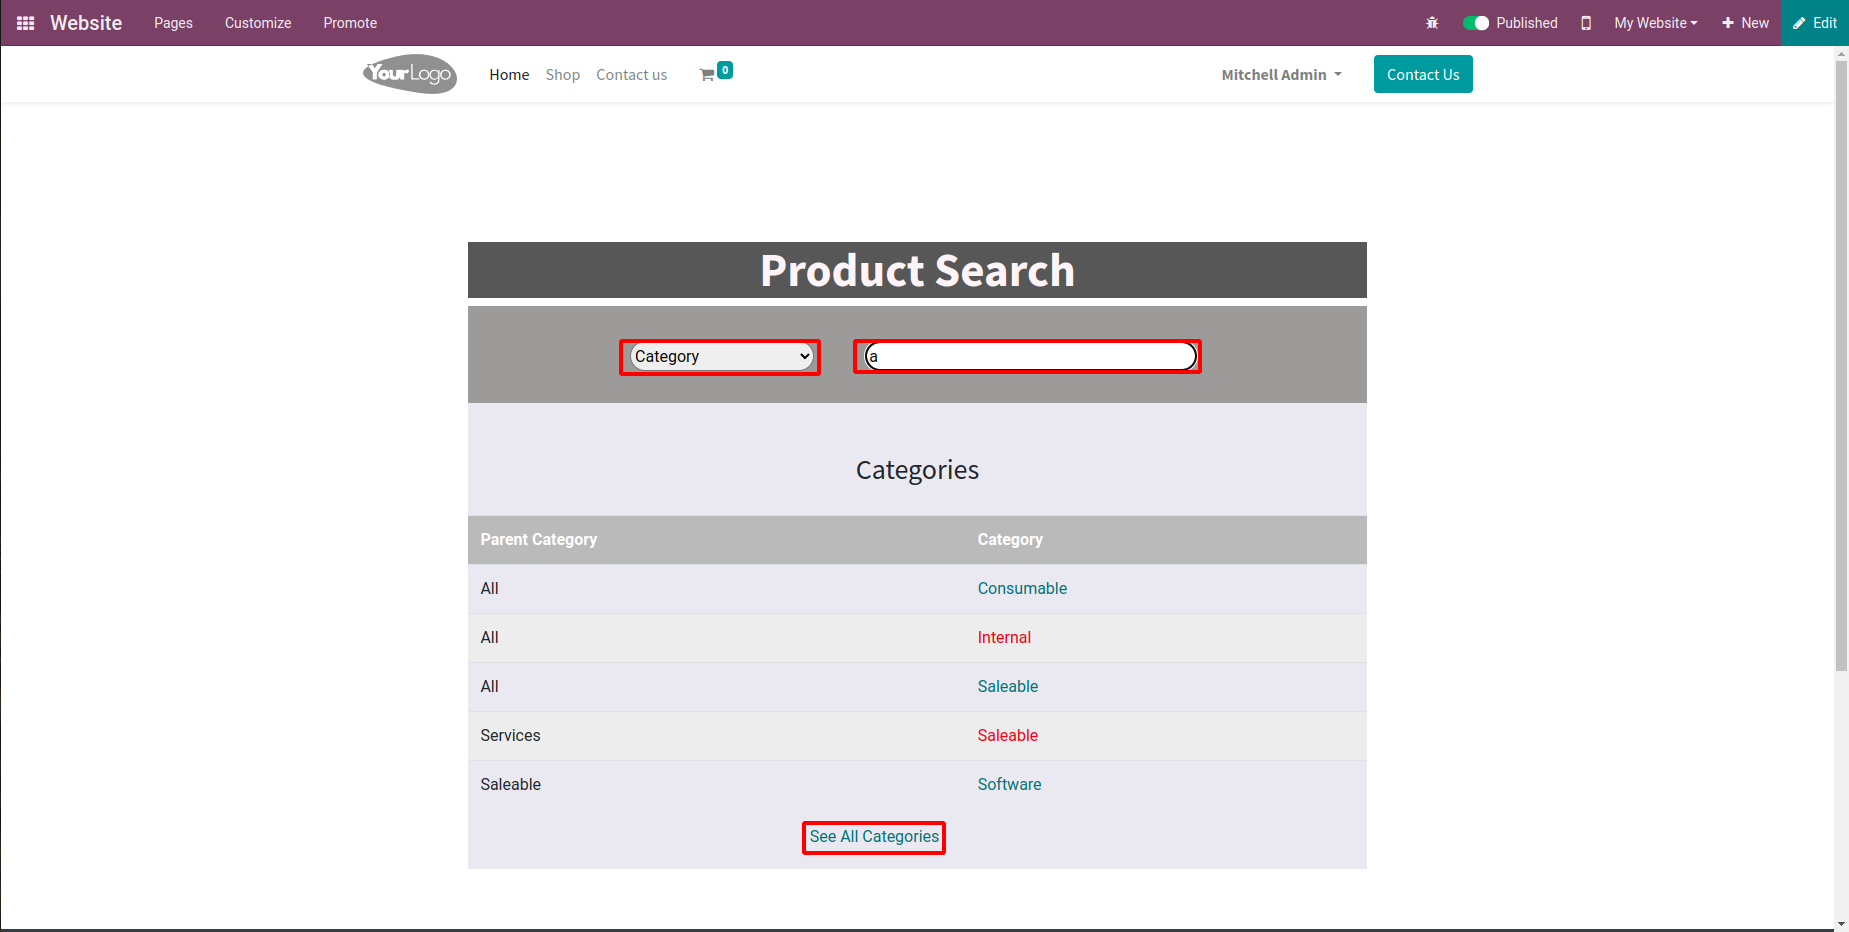 Website Pages Customize Promote Published My Website New Edit
YourLogo Home Shop Contact us 0 Mitchell Admin Contact Us
Product Search
Category a
Categories
Parent Category Category
All Consumable
All Internal
All Saleable
Services Saleable
Saleable Software
See All Categories